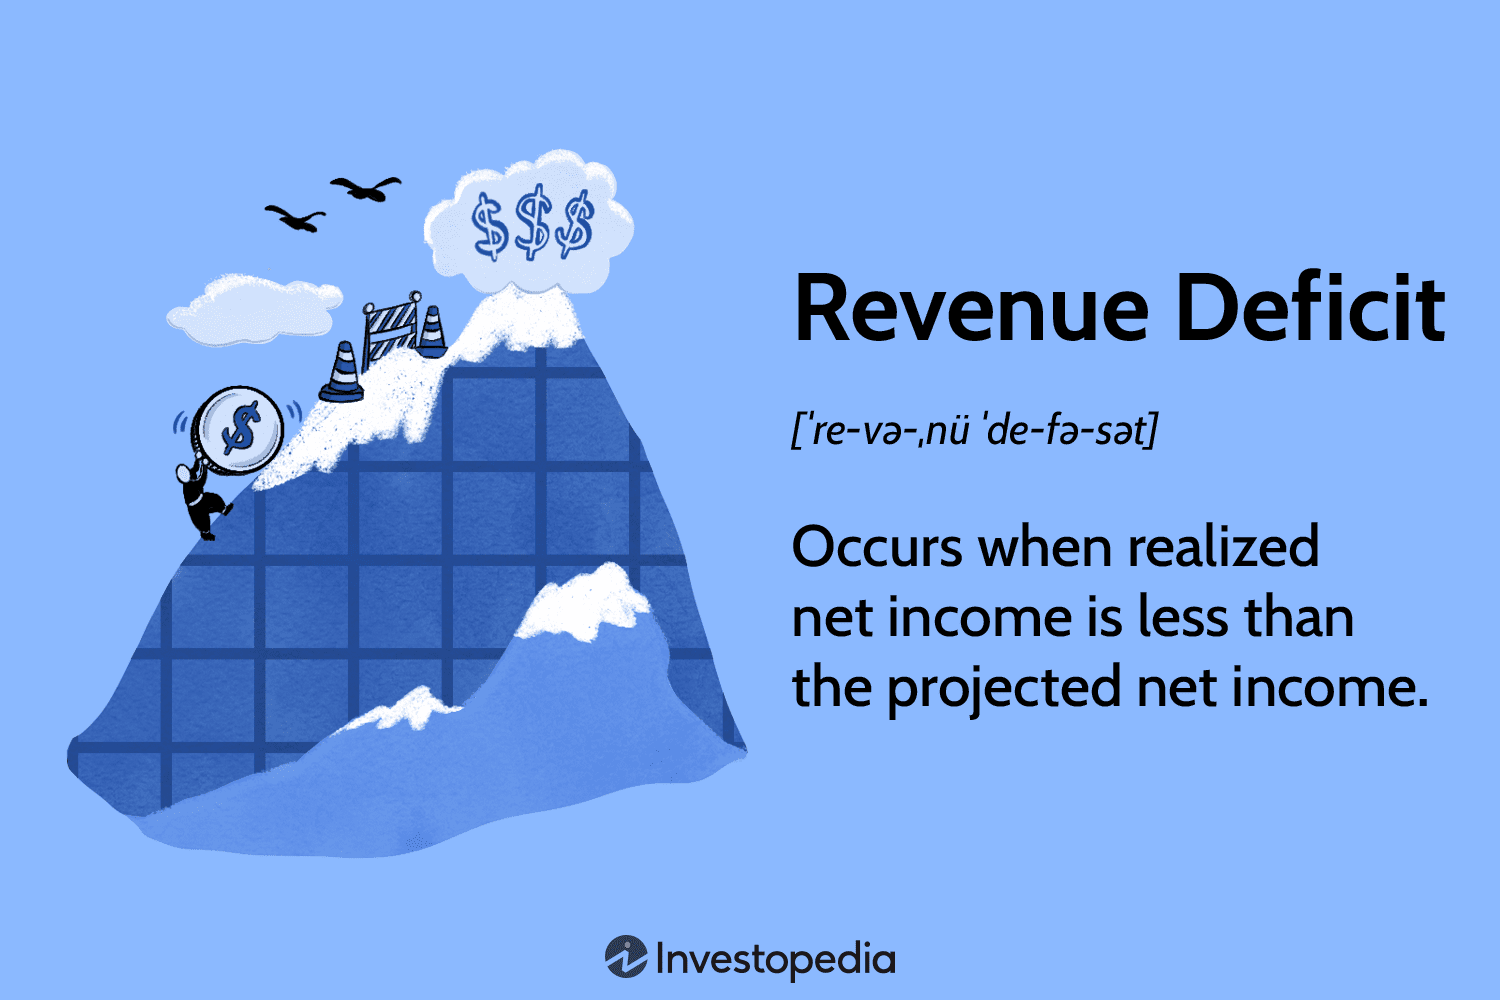 $ $ $
$
Revenue Deficit
[ˈre-və-ˌnü ˈde-fə-sət]
Occurs when realized
net income is less than
the projected net income.
Investopedia